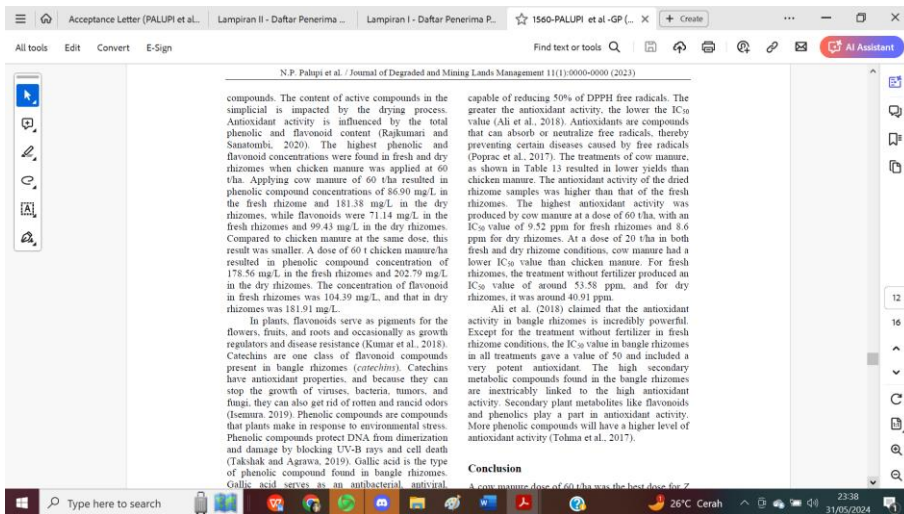 Acceptance Letter (PALUPI et al...
Lampiran II - Daftar Penerima ...
Lampiran I - Daftar Penerima P...
1560-PALUPI et al -GP (...
+ Create
All tools
Edit
Convert
E-Sign
Find text or tools
AI Assistant
N.P. Palupi et al. / Journal of Degraded and Mining Lands Management 11(1):0000-0000 (2023)
compounds. The content of active compounds in the
simplicial is impacted by the drying process.
Antioxidant activity is influenced by the total
phenolic and flavonoid content (Rajkumari and
Sanatombi, 2020). The highest phenolic and
flavonoid concentrations were found in fresh and dry
rhizomes when chicken manure was applied at 60
t/ha. Applying cow manure of 60 t/ha resulted in
phenolic compound concentrations of 86.90 mg/L in
the fresh rhizome and 181.38 mg/L in the dry
rhizomes, while flavonoids were 71.14 mg/L in the
fresh rhizomes and 99.43 mg/L in the dry rhizomes.
Compared to chicken manure at the same dose, this
result was smaller. A dose of 60 t chicken manure/ha
resulted in phenolic compound concentration of
178.56 mg/L in the fresh rhizomes and 202.79 mg/L
in the dry rhizomes. The concentration of flavonoid
in fresh rhizomes was 104.39 mg/L, and that in dry
rhizomes was 181.91 mg/L.
In plants, flavonoids serve as pigments for the
flowers, fruits, and roots and occasionally as growth
regulators and disease resistance (Kumar et al., 2018).
Catechins are one class of flavonoid compounds
present in bangle rhizomes (catechins). Catechins
have antioxidant properties, and because they can
stop the growth of viruses, bacteria, tumors, and
fungi, they can also get rid of rotten and rancid odors
(Isemura. 2019). Phenolic compounds are compounds
that plants make in response to environmental stress.
Phenolic compounds protect DNA from dimerization
and damage by blocking UV-B rays and cell death
(Takshak and Agrawa, 2019). Gallic acid is the type
of phenolic compound found in bangle rhizomes.
Gallic acid serves as an antibacterial, antiviral,
capable of reducing 50% of DPPH free radicals. The
greater the antioxidant activity, the lower the IC₅₀
value (Ali et al., 2018). Antioxidants are compounds
that can absorb or neutralize free radicals, thereby
preventing certain diseases caused by free radicals
(Poprac et al., 2017). The treatments of cow manure,
as shown in Table 13 resulted in lower yields than
chicken manure. The antioxidant activity of the dried
rhizome samples was higher than that of the fresh
rhizomes. The highest antioxidant activity was
produced by cow manure at a dose of 60 t/ha, with an
IC₅₀ value of 9.52 ppm for fresh rhizomes and 8.6
ppm for dry rhizomes. At a dose of 20 t/ha in both
fresh and dry rhizome conditions, cow manure had a
lower IC₅₀ value than chicken manure. For fresh
rhizomes, the treatment without fertilizer produced an
IC₅₀ value of around 53.58 ppm, and for dry
rhizomes, it was around 40.91 ppm.
Ali et al. (2018) claimed that the antioxidant
activity in bangle rhizomes is incredibly powerful.
Except for the treatment without fertilizer in fresh
rhizome conditions, the IC₅₀ value in bangle rhizomes
in all treatments gave a value of 50 and included a
very potent antioxidant. The high secondary
metabolic compounds found in the bangle rhizomes
are inextricably linked to the high antioxidant
activity. Secondary plant metabolites like flavonoids
and phenolics play a part in antioxidant activity.
More phenolic compounds will have a higher level of
antioxidant activity (Tohma et al., 2017).
Conclusion
A cow manure dose of 60 t/ha was the best dose for Z
12
16
Type here to search
26°C Cerah
23:38
31/05/2024